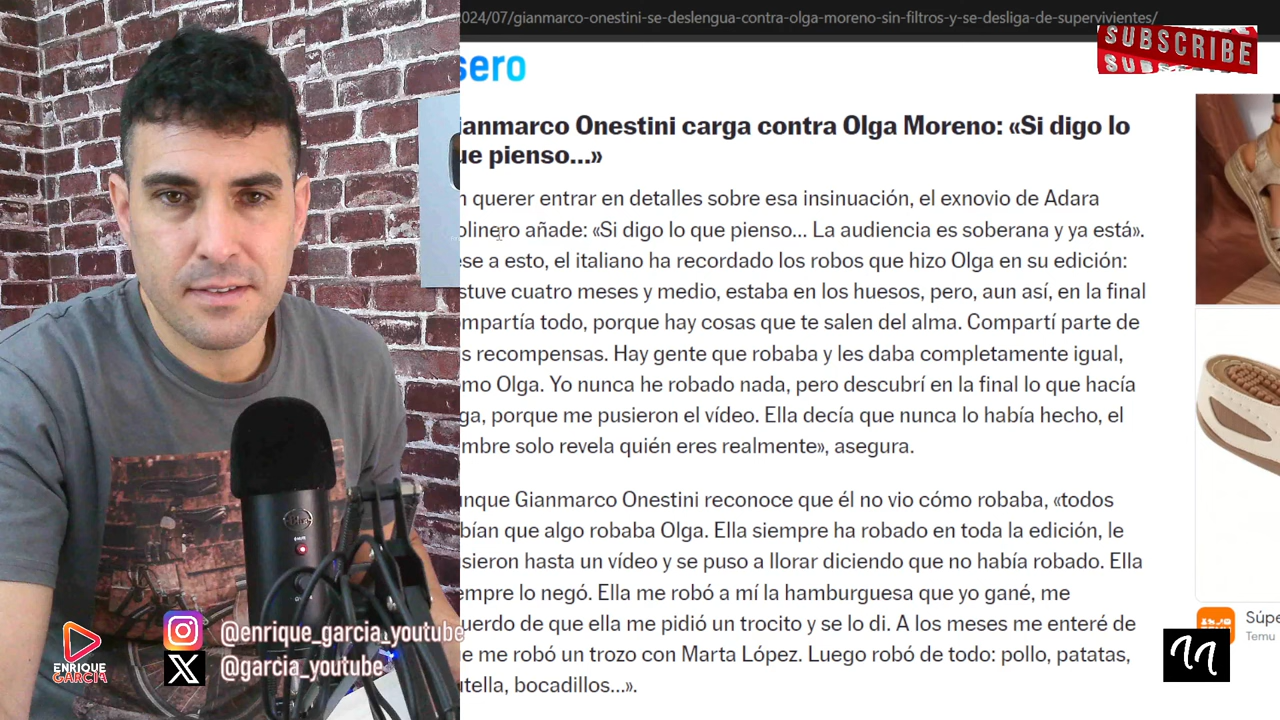 2024/07/gianmarco-onestini-se-deslengua-contra-olga-moreno-sin-filtros-y-se-desliga-de-supervivientes/
SUBSCRIBE
sero
ianmarco Onestini carga contra Olga Moreno: «Si digo lo
ue pienso...»
n querer entrar en detalles sobre esa insinuación, el exnovio de Adara
olinero añade: «Si digo lo que pienso... La audiencia es soberana y ya está».
ese a esto, el italiano ha recordado los robos que hizo Olga en su edición:
stuve cuatro meses y medio, estaba en los huesos, pero, aun así, en la final
mpartía todo, porque hay cosas que te salen del alma. Compartí parte de
s recompensas. Hay gente que robaba y les daba completamente igual,
mo Olga. Yo nunca he robado nada, pero descubrí en la final lo que hacía
ga, porque me pusieron el vídeo. Ella decía que nunca lo había hecho, el
mbre solo revela quién eres realmente», asegura.
unque Gianmarco Onestini reconoce que él no vio cómo robaba, «todos
bían que algo robaba Olga. Ella siempre ha robado en toda la edición, le
sieron hasta un vídeo y se puso a llorar diciendo que no había robado. Ella
empre lo negó. Ella me robó a mí la hamburguesa que yo gané, me
uerdo de que ella me pidió un trocito y se lo di. A los meses me enteré de
e me robó un trozo con Marta López. Luego robó de todo: pollo, patatas,
utella, bocadillos...».
Súpe
Temu
ENRIQUE
GARCIA
@enrique_garcia_youtube
@garcia_youtube